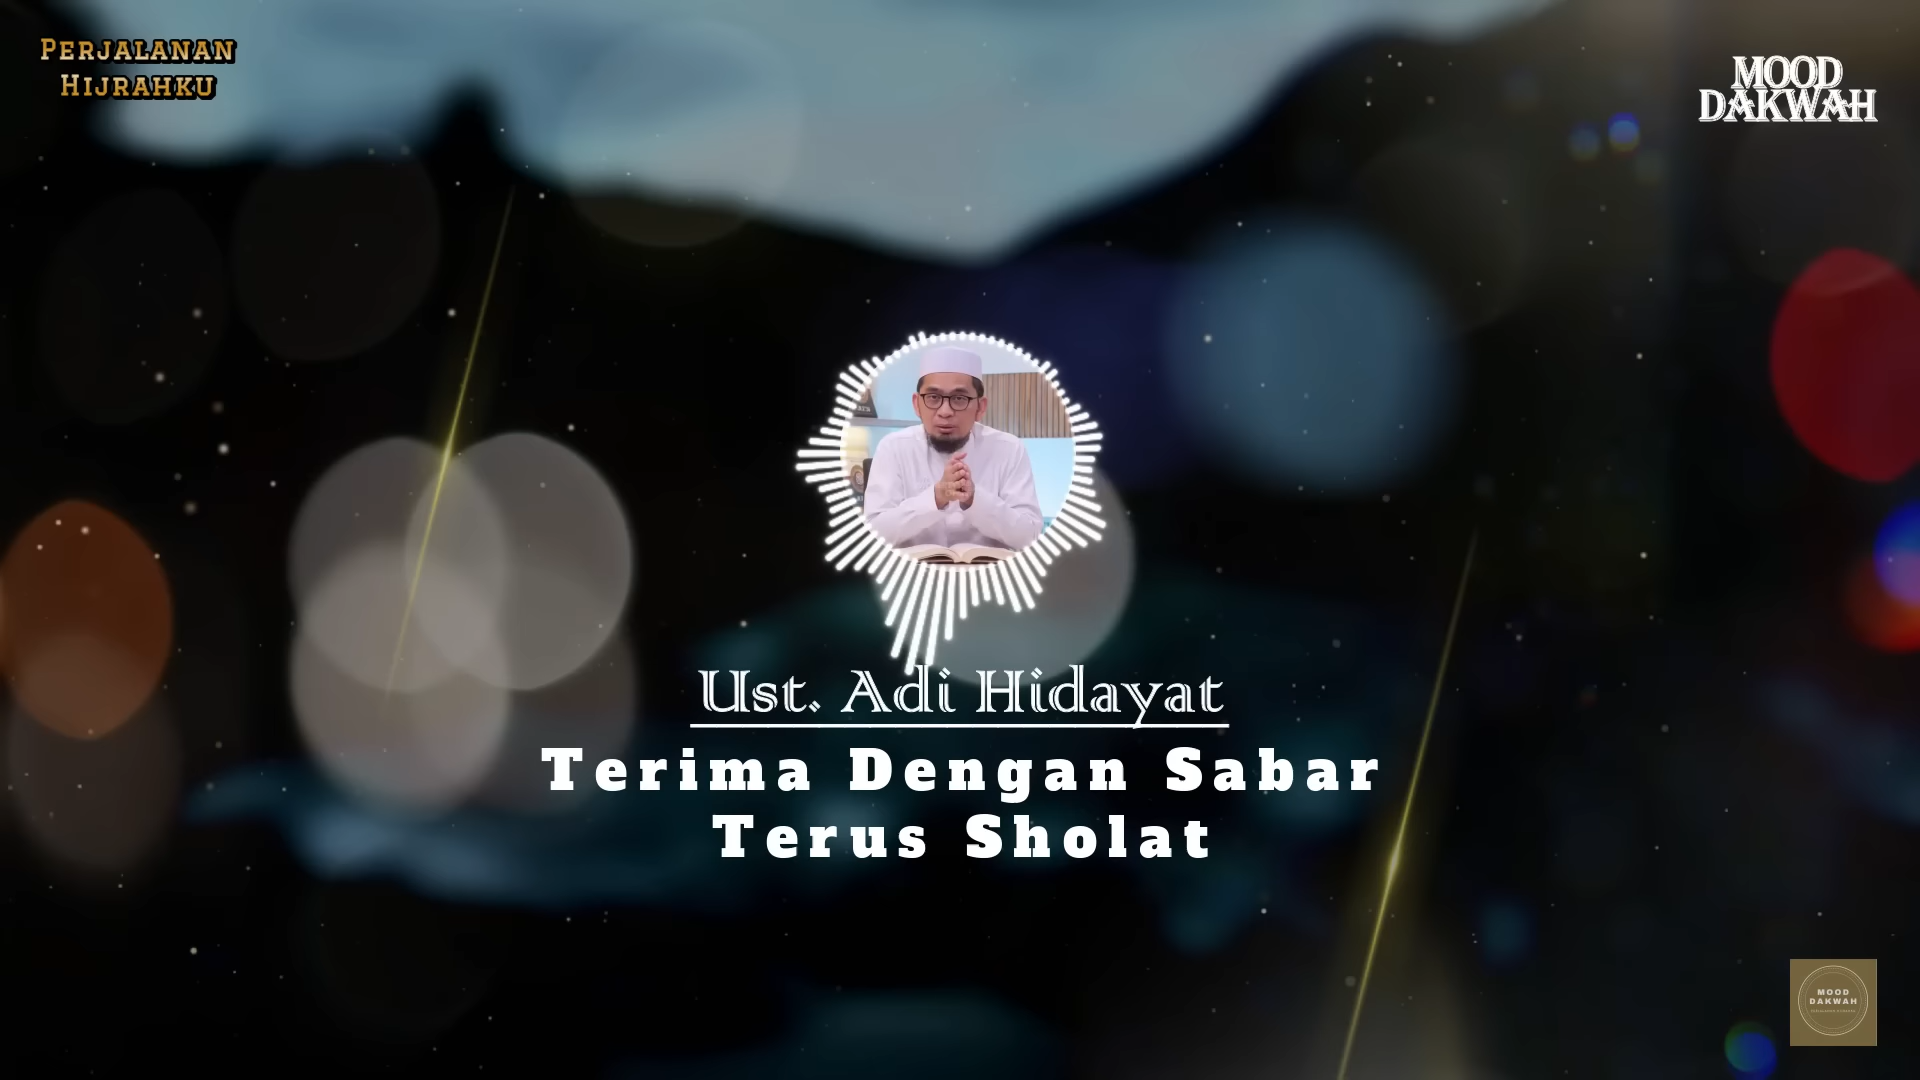 PERJALANAN
HIJRAHKU
MOOD
DAKWAH
Ust. Adi Hidayat
Terima Dengan Sabar
Terus Sholat
MOOD
DAKWAH